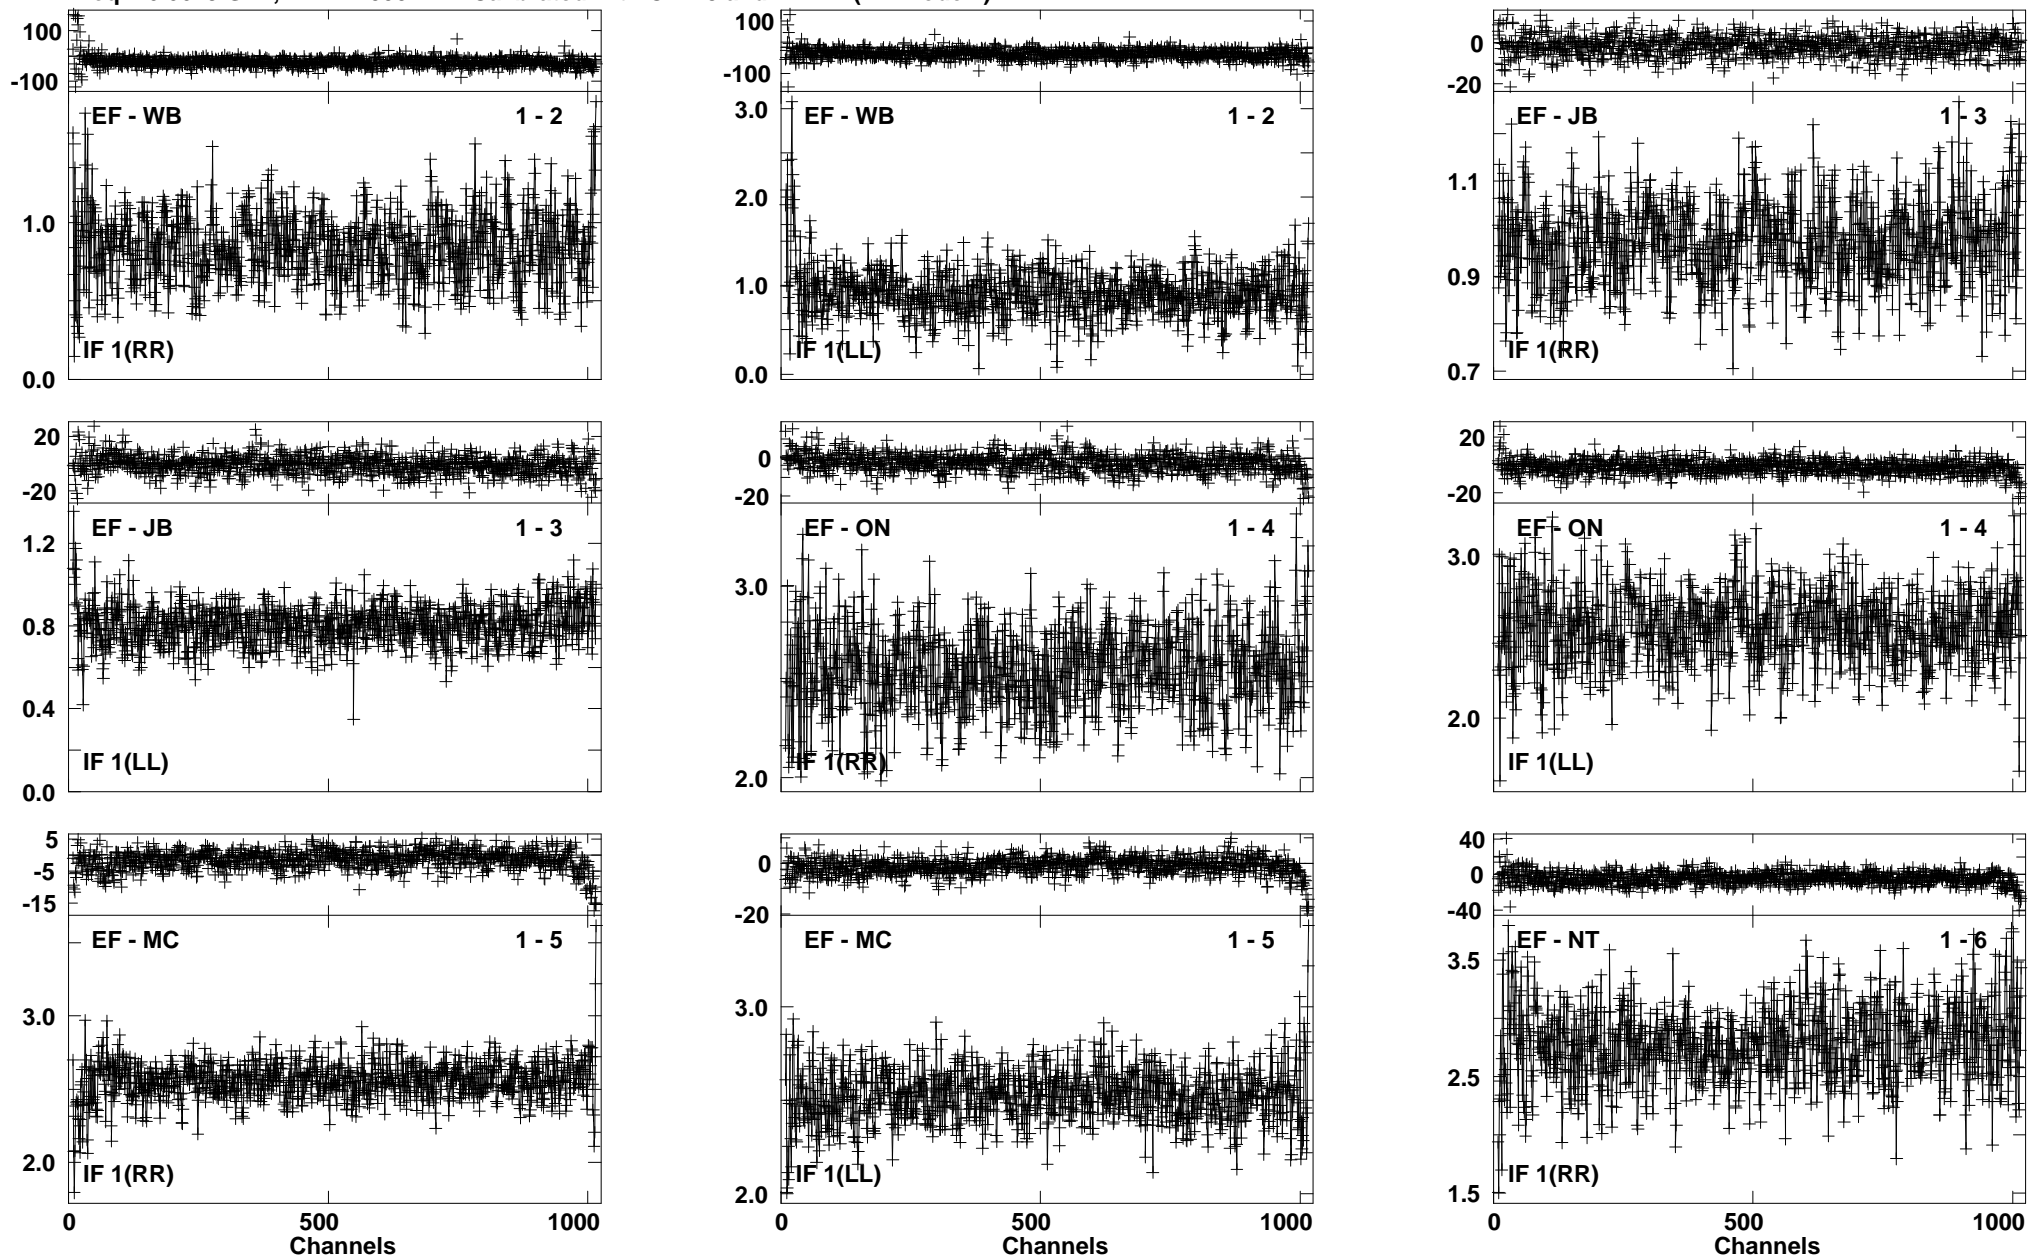 100
-100
EF - WB 1 - 2
1.0
IF 1(RR)
0.0
100
-100
3.0
EF - WB 1 - 2
2.0
1.0
IF 1(LL)
0.0
0
-20
EF - JB 1 - 3
1.1
0.9
IF 1(RR)
0.7
20
-20
EF - JB 1 - 3
1.2
0.8
0.4
IF 1(LL)
0.0
0
-20
EF - ON 1 - 4
3.0
IF 1(RR)
2.0
20
-20
EF - ON 1 - 4
3.0
2.0
IF 1(LL)
5
-5
-15
EF - MC 1 - 5
3.0
2.0
IF 1(RR)
0 500 1000
Channels
0
-20
EF - MC 1 - 5
3.0
IF 1(LL)
2.0
0 500 1000
Channels
40
0
-40
EF - NT 1 - 6
3.5
2.5
IF 1(RR)
1.5
0 500 1000
Channels